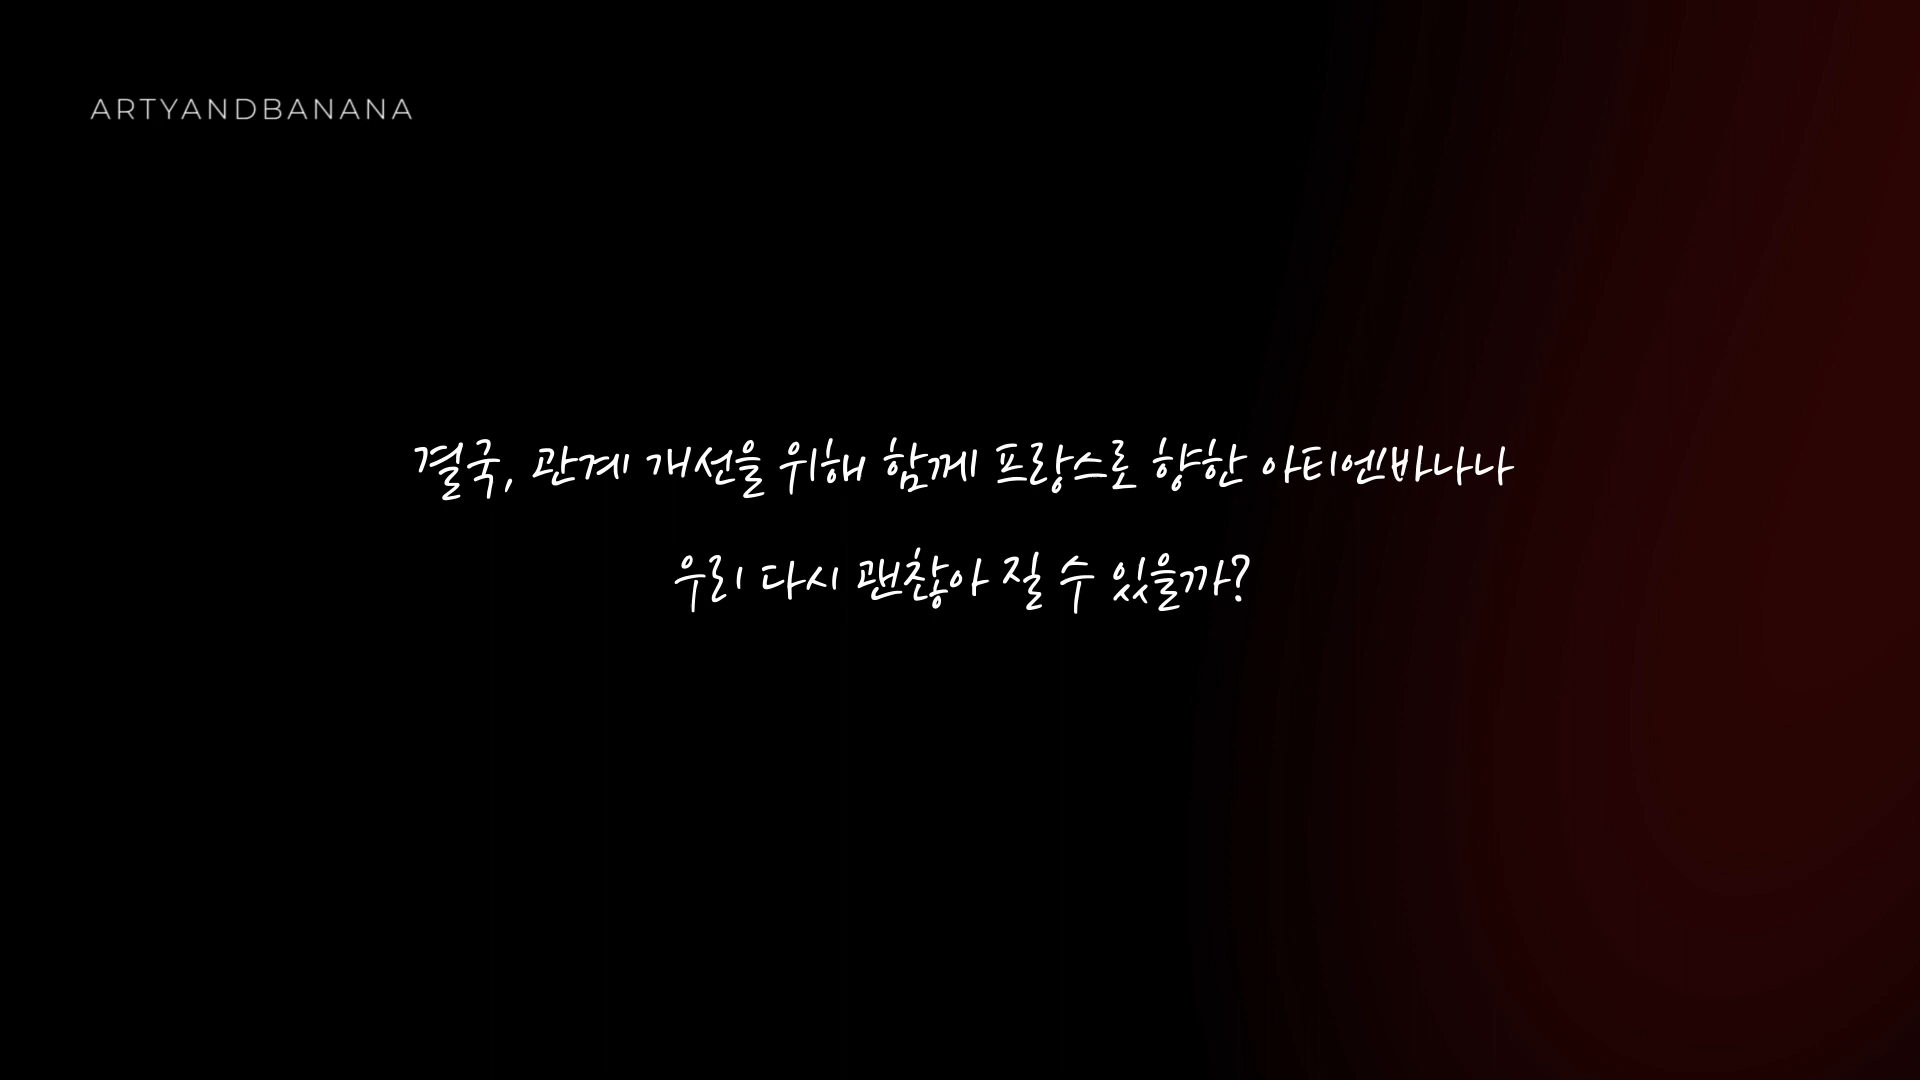 ARTYANDBANANA
결국, 관계 개선을 위해 함께 프랑스로 향한 아티엔바나나
우리 다시 괜찮아 질 수 있을까?